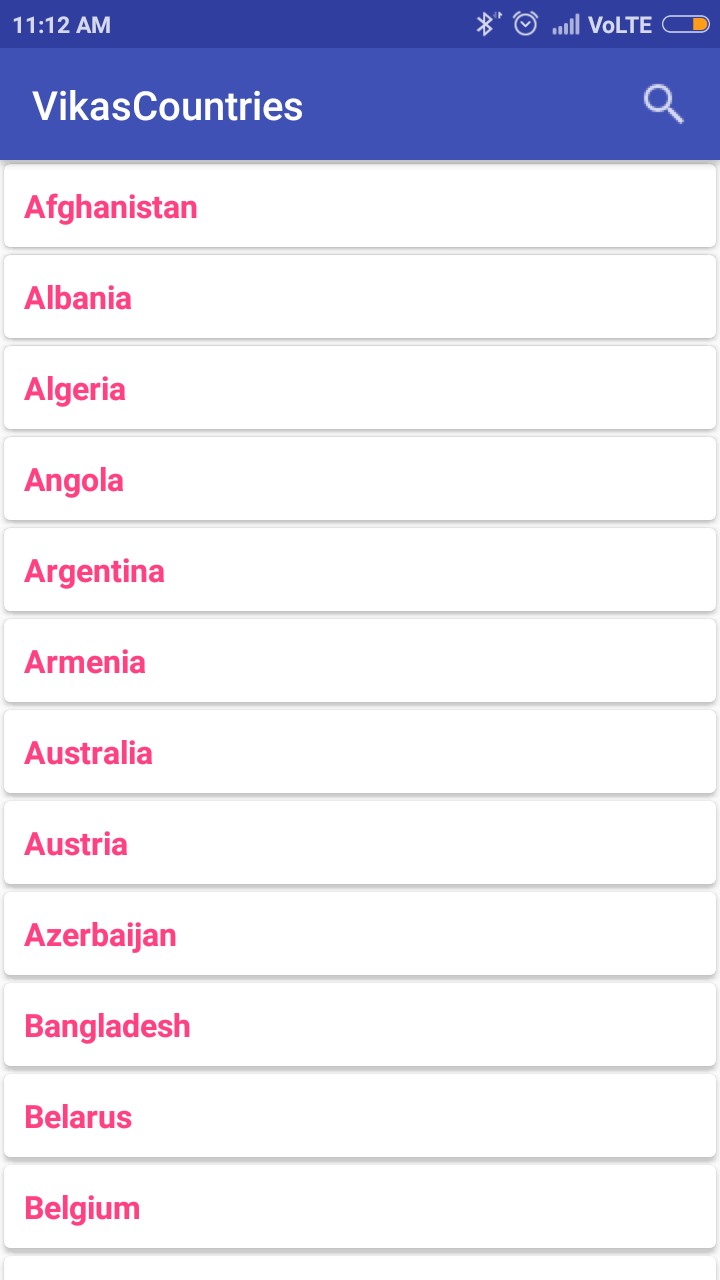 11:12 AM VoLTE
VikasCountries
Afghanistan
Albania
Algeria
Angola
Argentina
Armenia
Australia
Austria
Azerbaijan
Bangladesh
Belarus
Belgium